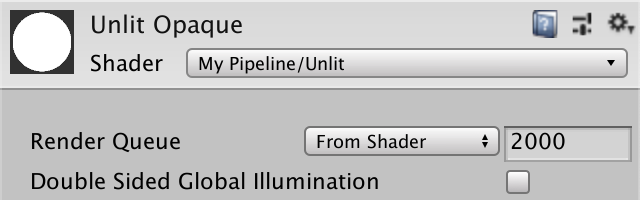 Unlit Opaque
Shader My Pipeline/Unlit
Render Queue From Shader 2000
Double Sided Global Illumination